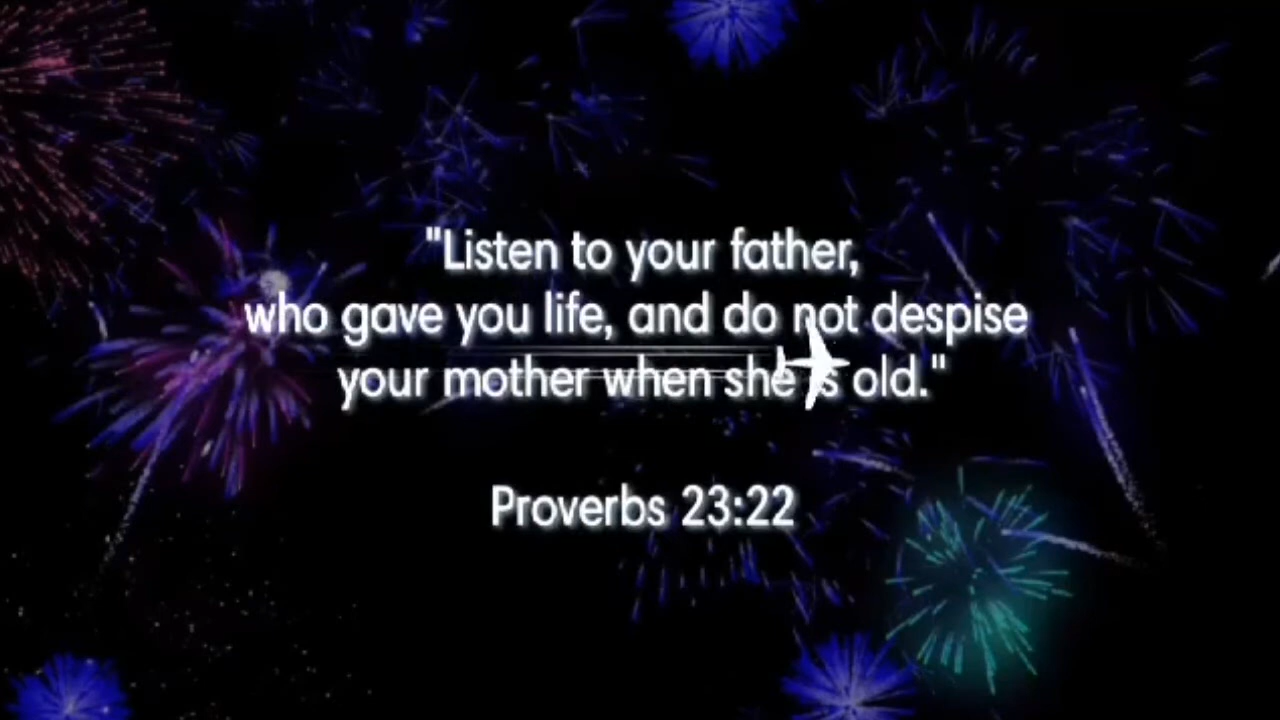 "Listen to your father,
who gave you life, and do not despise
your mother when she is old."
Proverbs 23:22